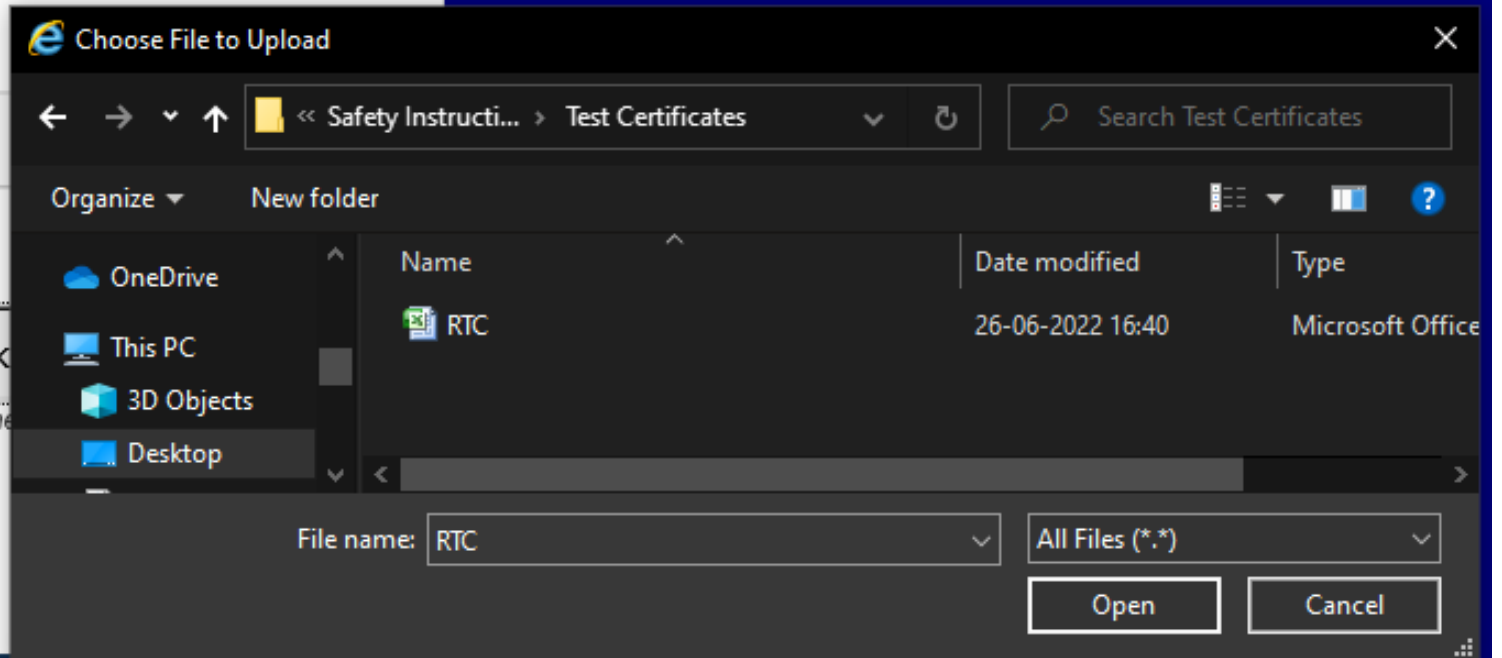 Choose File to Upload
« Safety Instructi... > Test Certificates
Search Test Certificates
Organize
New folder
OneDrive
This PC
3D Objects
Desktop
Name
Date modified
Type
RTC
26-06-2022 16:40
Microsoft Office
File name:
RTC
All Files (*.*)
Open
Cancel